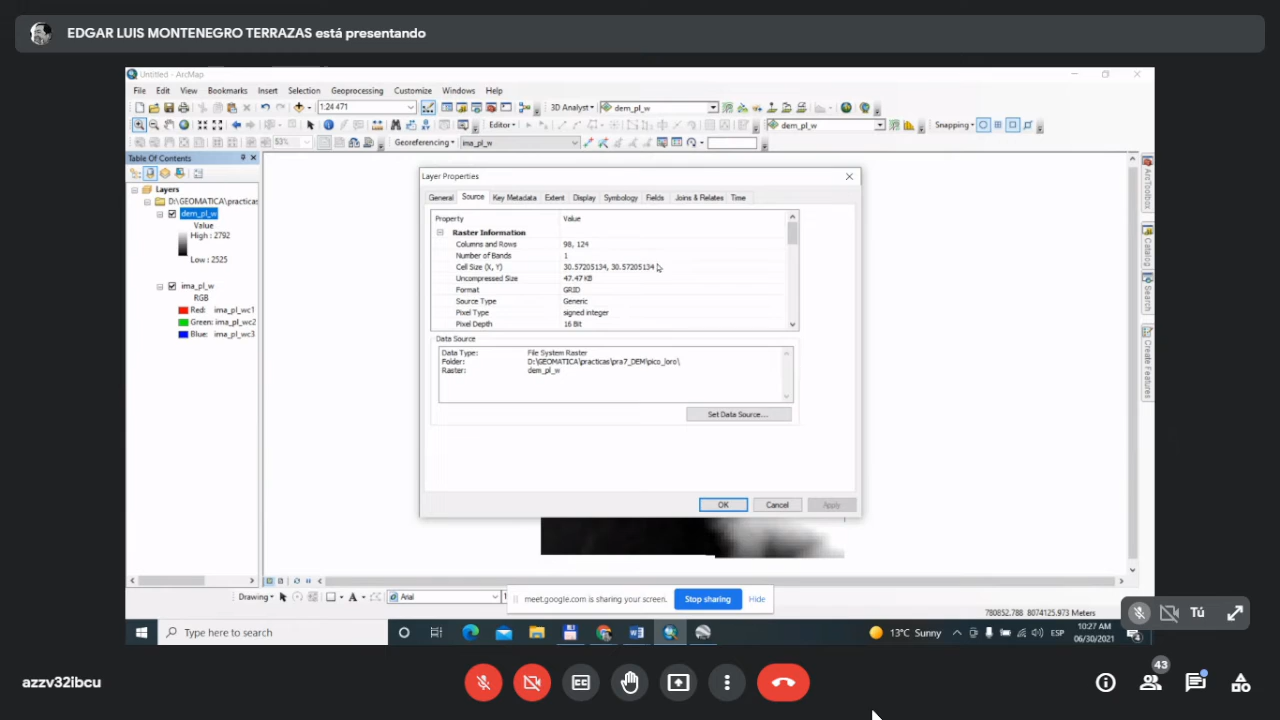 EDGAR LUIS MONTENEGRO TERRAZAS está presentando
Untitled - ArcMap
File Edit View Bookmarks Insert Selection Geoprocessing Customize Windows Help
1:24 471
3D Analyst
dem_pl_w
Editor
dem_pl_w
Snapping
53%
Georeferencing
ima_pl_w
Table Of Contents
Layers
D:\GEOMATICA\practicas
dem_pl_w
Value
High : 2792
Low : 2525
ima_pl_w
RGB
Red: ima_pl_wc1
Green: ima_pl_wc2
Blue: ima_pl_wc3
Layer Properties
General Source Key Metadata Extent Display Symbology Fields Joins & Relates Time
Property Value
Raster Information
Columns and Rows 98, 124
Number of Bands 1
Cell Size (X, Y) 30.57205134, 30.57205134
Uncompressed Size 47.47 KB
Format GRID
Source Type Generic
Pixel Type signed integer
Pixel Depth 16 Bit
Data Source
Data Type: File System Raster
Folder: D:\GEOMATICA\practicas\pra7_DEM\pico_loro\
Raster: dem_pl_w
Set Data Source...
OK Cancel Apply
ArcToolbox
Catalog
Search
Create Features
Drawing
A
Arial
meet.google.com is sharing your screen. Stop sharing Hide
780852.788 8074125.973 Meters
Type here to search
13°C Sunny
ESP
10:27 AM
06/30/2021
4
Tú
azzv32ibcu
43